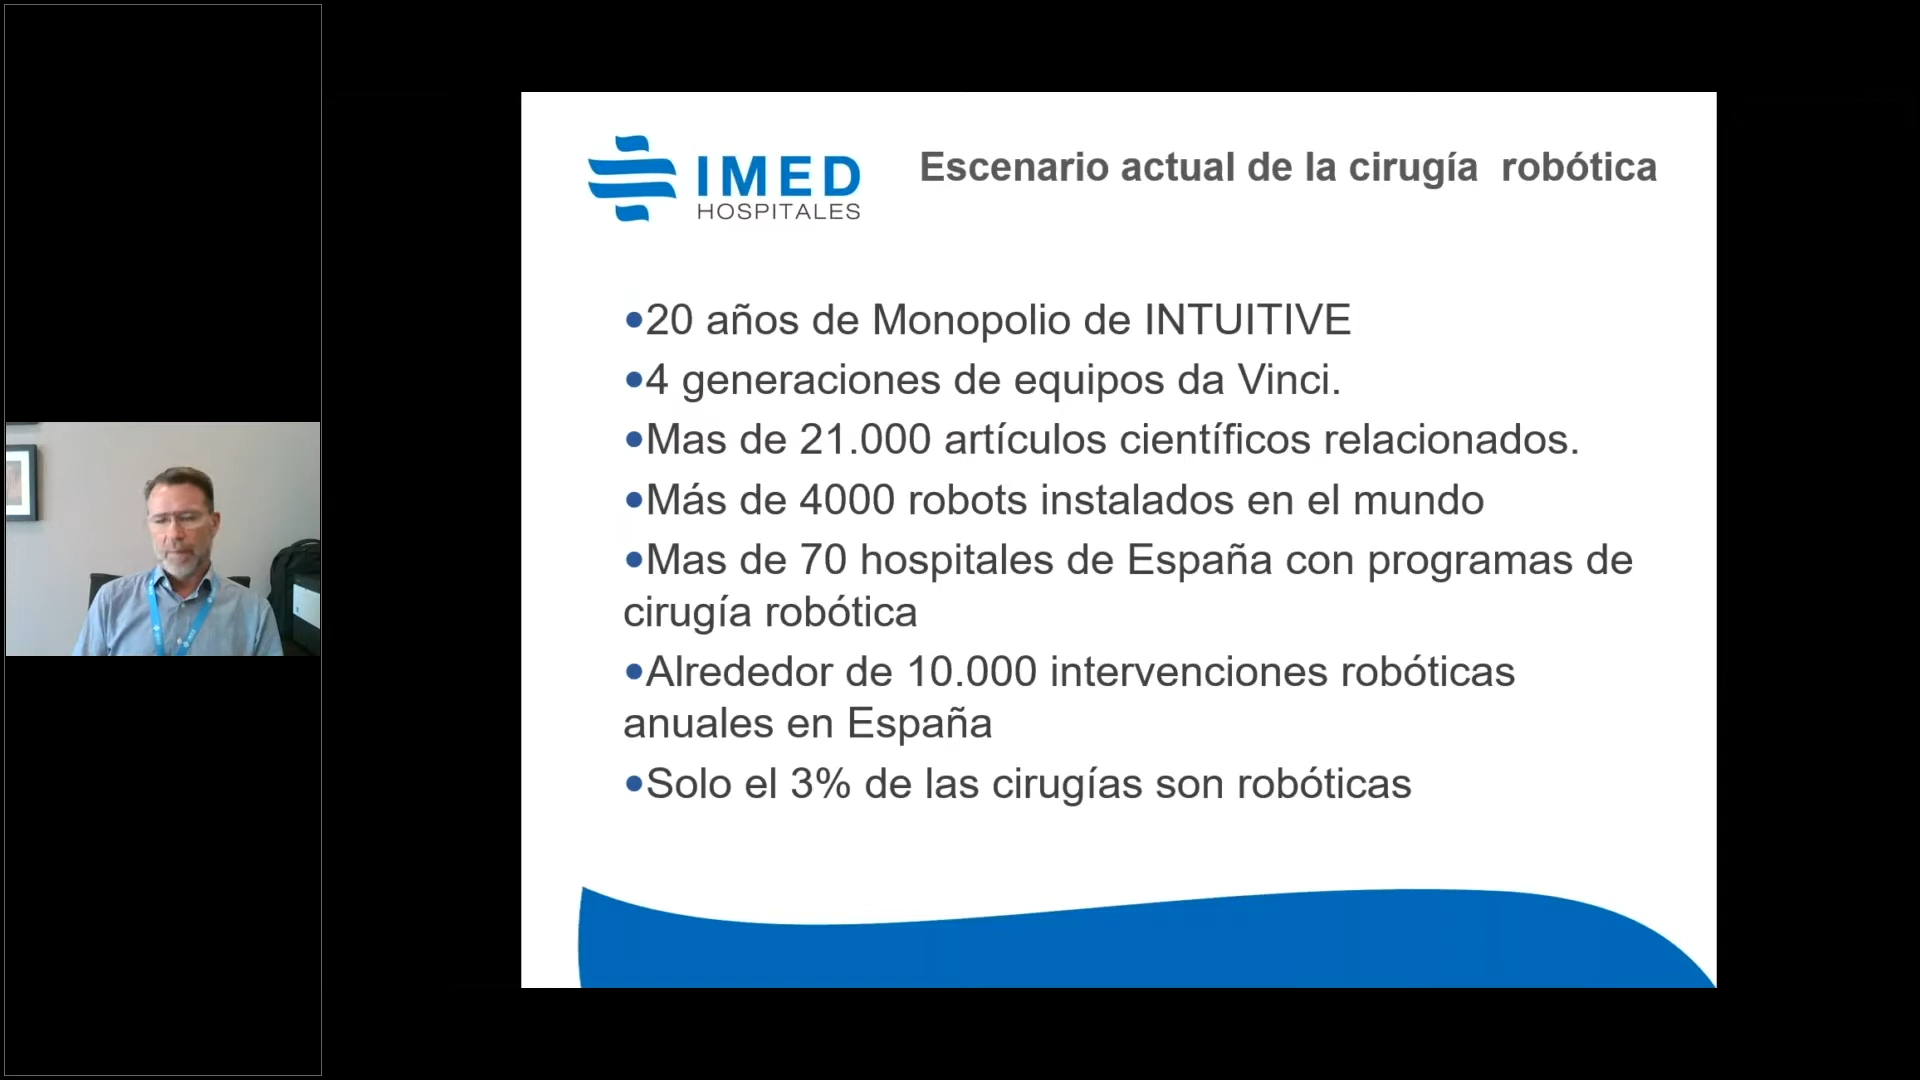 IMED
HOSPITALES
Escenario actual de la cirugía robótica
•20 años de Monopolio de INTUITIVE
•4 generaciones de equipos da Vinci.
•Mas de 21.000 artículos científicos relacionados.
•Más de 4000 robots instalados en el mundo
•Mas de 70 hospitales de España con programas de
cirugía robótica
•Alrededor de 10.000 intervenciones robóticas
anuales en España
•Solo el 3% de las cirugías son robóticas